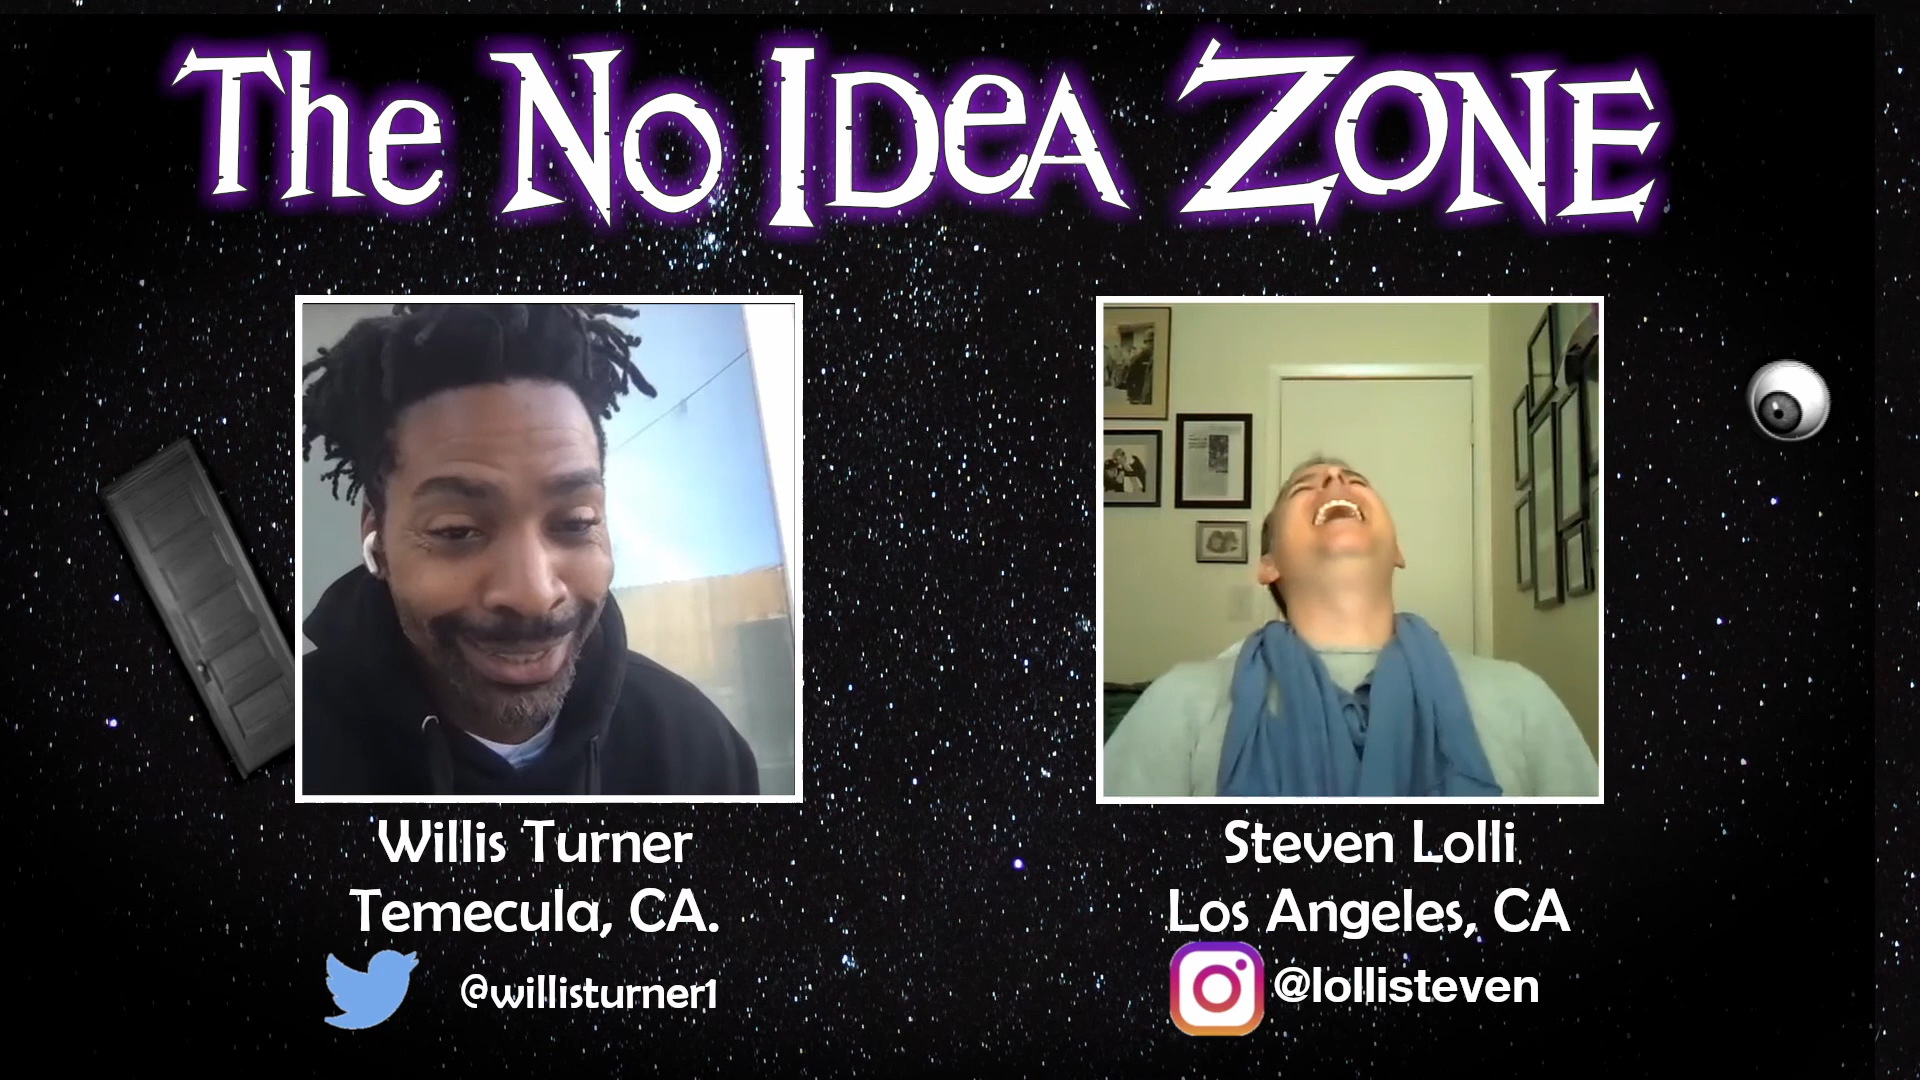 The No Idea Zone
Willis Turner
Temecula, CA.
@willisturner1
Steven Lolli
Los Angeles, CA
@lollisteven